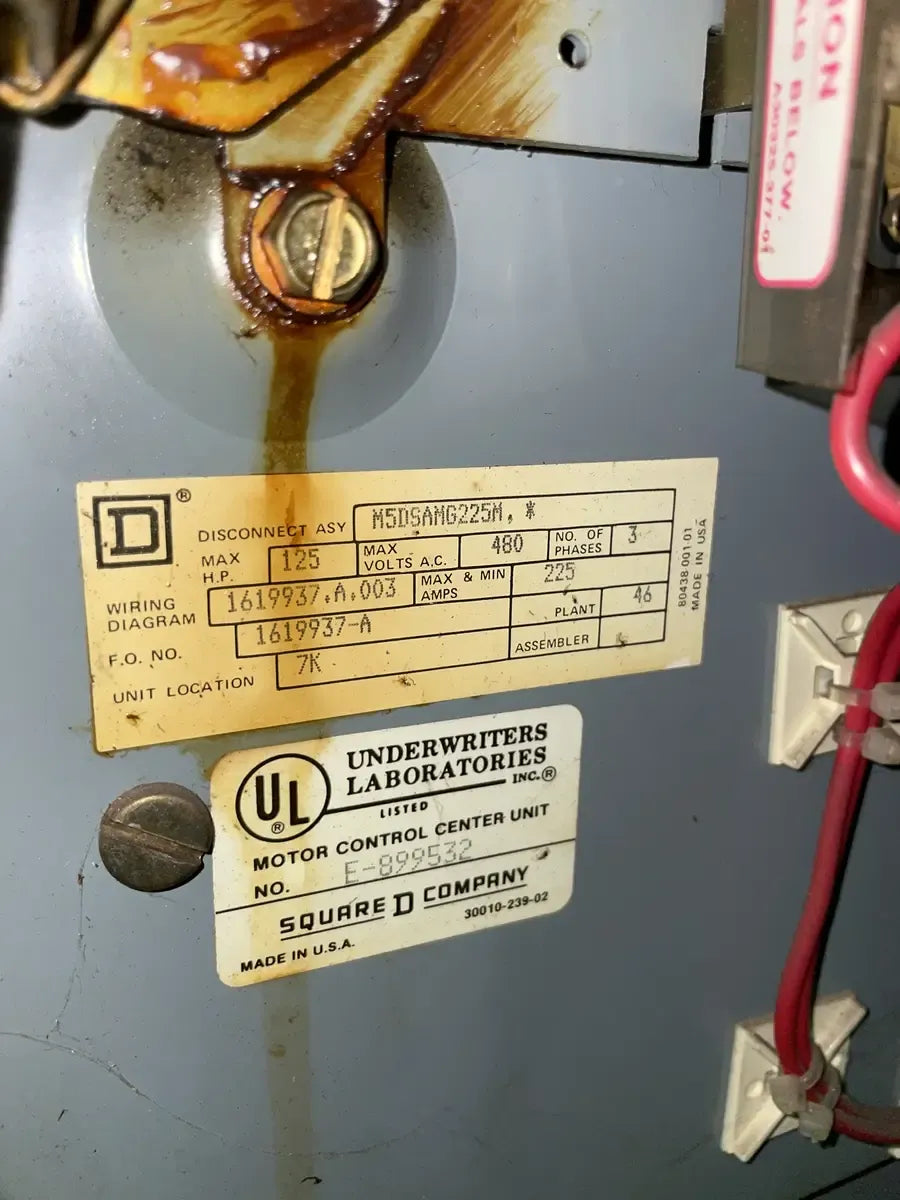 ION
ALS BELOW.
D ®
DISCONNECT ASY M5DSAMG225M, *
MAX H.P. 125 MAX VOLTS A.C. 480 NO. OF PHASES 3
WIRING DIAGRAM 1619937.A.003 MAX & MIN AMPS 225
F.O. NO. 1619937-A PLANT 46
UNIT LOCATION 7K ASSEMBLER
80438-001-01
MADE IN USA
UL ®
UNDERWRITERS
LABORATORIES
INC.®
LISTED
MOTOR CONTROL CENTER UNIT
NO. E-899532
SQUARE D COMPANY
30010-239-02
MADE IN U.S.A.